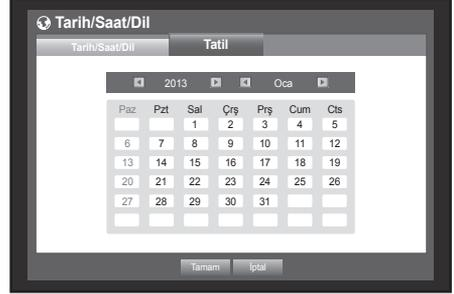 Tarih/Saat/Dil
Tarih/Saat/Dil Tatil
2013 Oca
Paz Pzt Sal Çrş Prş Cum Cts
1 2 3 4 5
6 7 8 9 10 11 12
13 14 15 16 17 18 19
20 21 22 23 24 25 26
27 28 29 30 31
Tamam İptal